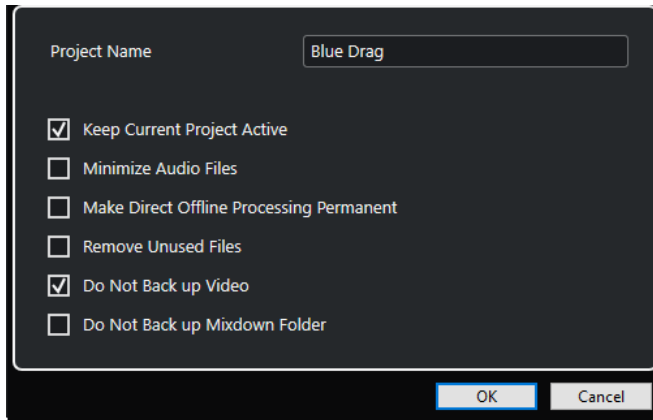 Project Name Blue Drag
Keep Current Project Active
Minimize Audio Files
Make Direct Offline Processing Permanent
Remove Unused Files
Do Not Back up Video
Do Not Back up Mixdown Folder
OK Cancel